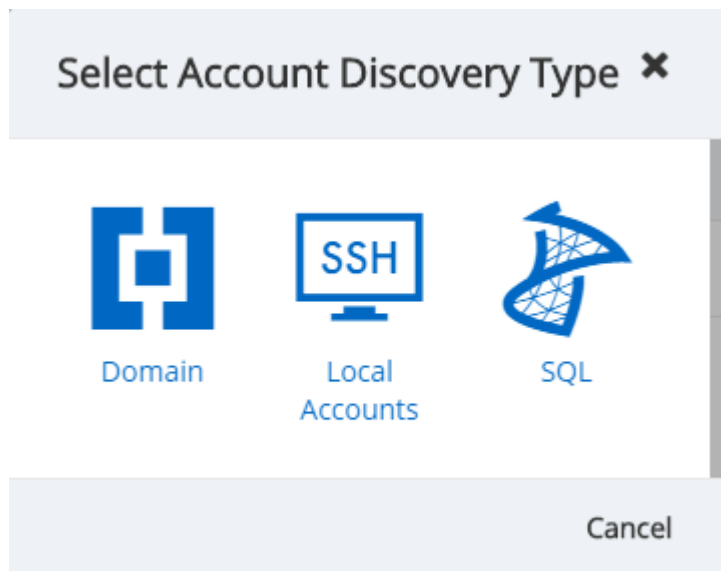 Select Account Discovery Type ✖
SSH
Domain
Local
Accounts
SQL
Cancel